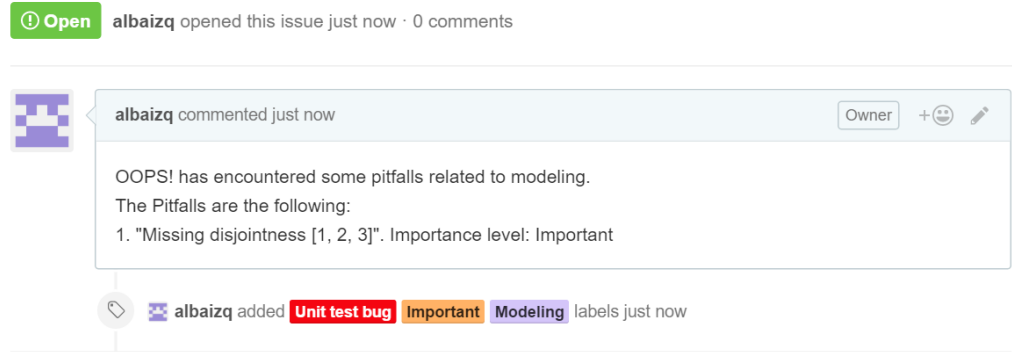 Open albaizq opened this issue just now · 0 comments
albaizq commented just now Owner
OOPS! has encountered some pitfalls related to modeling.
The Pitfalls are the following:
1. "Missing disjointness [1, 2, 3]". Importance level: Important
albaizq added Unit test bug Important Modeling labels just now